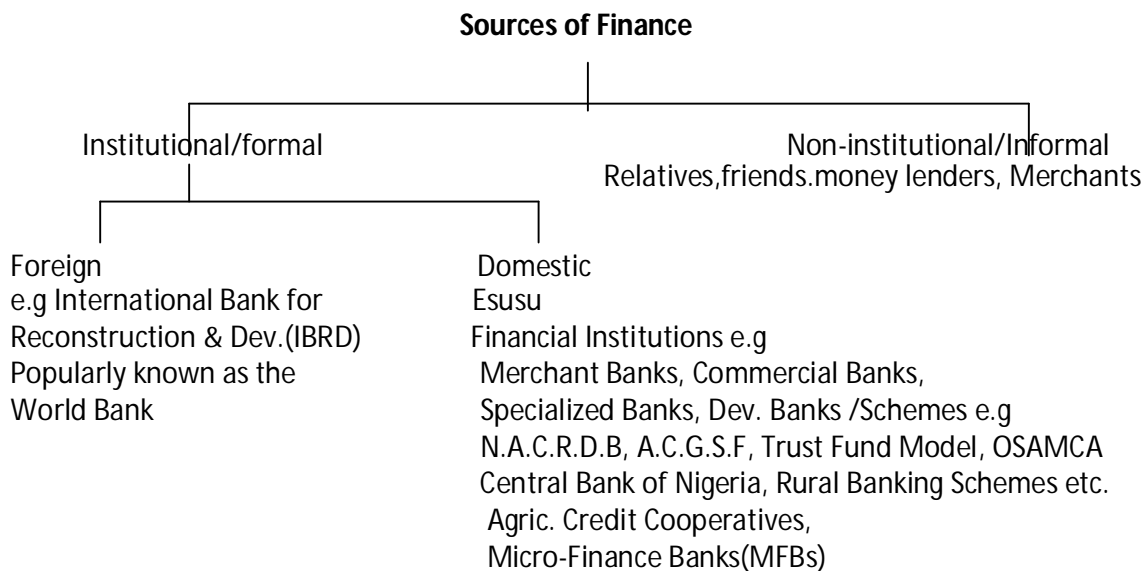 Sources of Finance
Institutional/formal
Non-institutional/Informal
Relatives,friends.money lenders, Merchants
Foreign
e.g International Bank for
Reconstruction & Dev.(IBRD)
Popularly known as the
World Bank
Domestic
Esusu
Financial Institutions e.g
Merchant Banks, Commercial Banks,
Specialized Banks, Dev. Banks /Schemes e.g
N.A.C.R.D.B, A.C.G.S.F, Trust Fund Model, OSAMCA
Central Bank of Nigeria, Rural Banking Schemes etc.
Agric. Credit Cooperatives,
Micro-Finance Banks(MFBs)